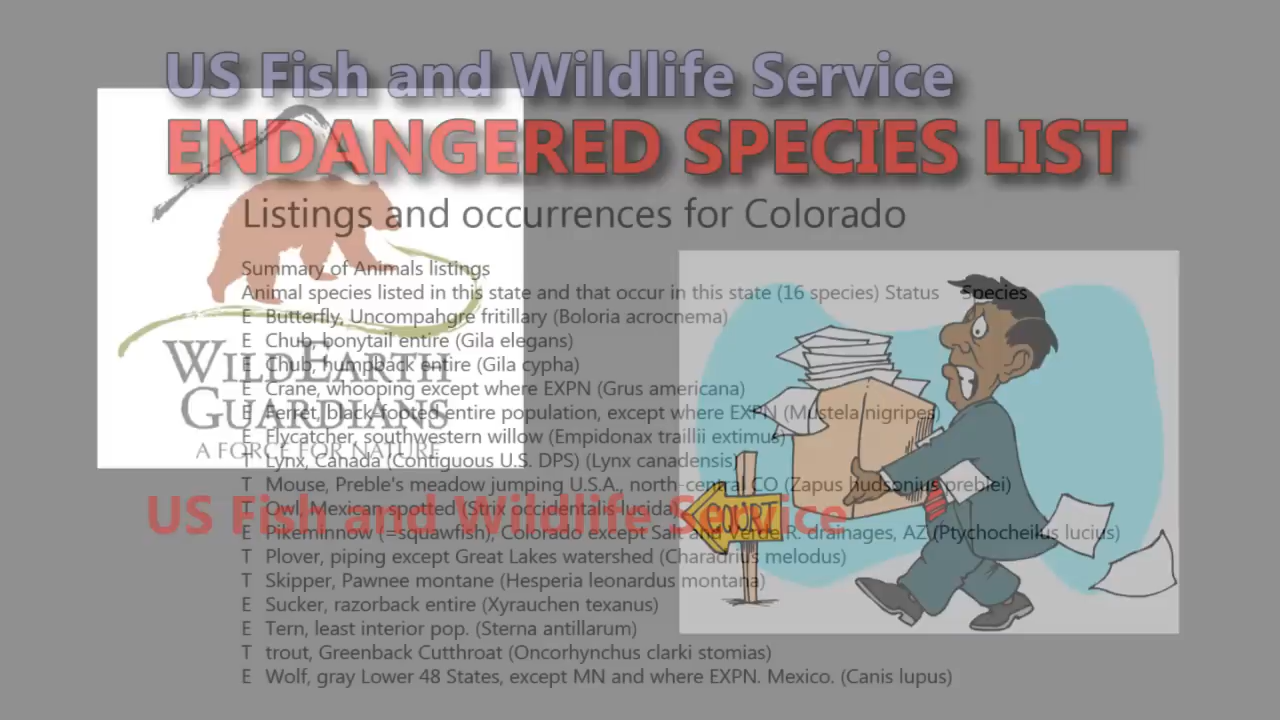 US Fish and Wildlife Service
ENDANGERED SPECIES LIST
Listings and occurrences for Colorado
Summary of Animals listings
Animal species listed in this state and that occur in this state (16 species) Status Species
E Butterfly, Uncompahgre fritillary (Boloria acrocnema)
E Chub, bonytail entire (Gila elegans)
E Chub, humpback entire (Gila cypha)
E Crane, whooping except where EXPN (Grus americana)
E Ferret, black-footed entire population, except where EXPN (Mustela nigripes)
E Flycatcher, southwestern willow (Empidonax traillii extimus)
T Lynx, Canada (Contiguous U.S. DPS) (Lynx canadensis)
T Mouse, Preble's meadow jumping U.S.A., north-central CO (Zapus hudsonius preblei)
T Owl, Mexican spotted (Strix occidentalis lucida)
E Pikeminnow (=squawfish), Colorado except Salt and Verde R. drainages, AZ (Ptychocheilus lucius)
T Plover, piping except Great Lakes watershed (Charadrius melodus)
T Skipper, Pawnee montane (Hesperia leonardus montana)
E Sucker, razorback entire (Xyrauchen texanus)
E Tern, least interior pop. (Sterna antillarum)
T trout, Greenback Cutthroat (Oncorhynchus clarki stomias)
E Wolf, gray Lower 48 States, except MN and where EXPN. Mexico. (Canis lupus)
WILDEARTH
GUARDIANS
A FORCE FOR NATURE
US Fish and Wildlife Service
COURT